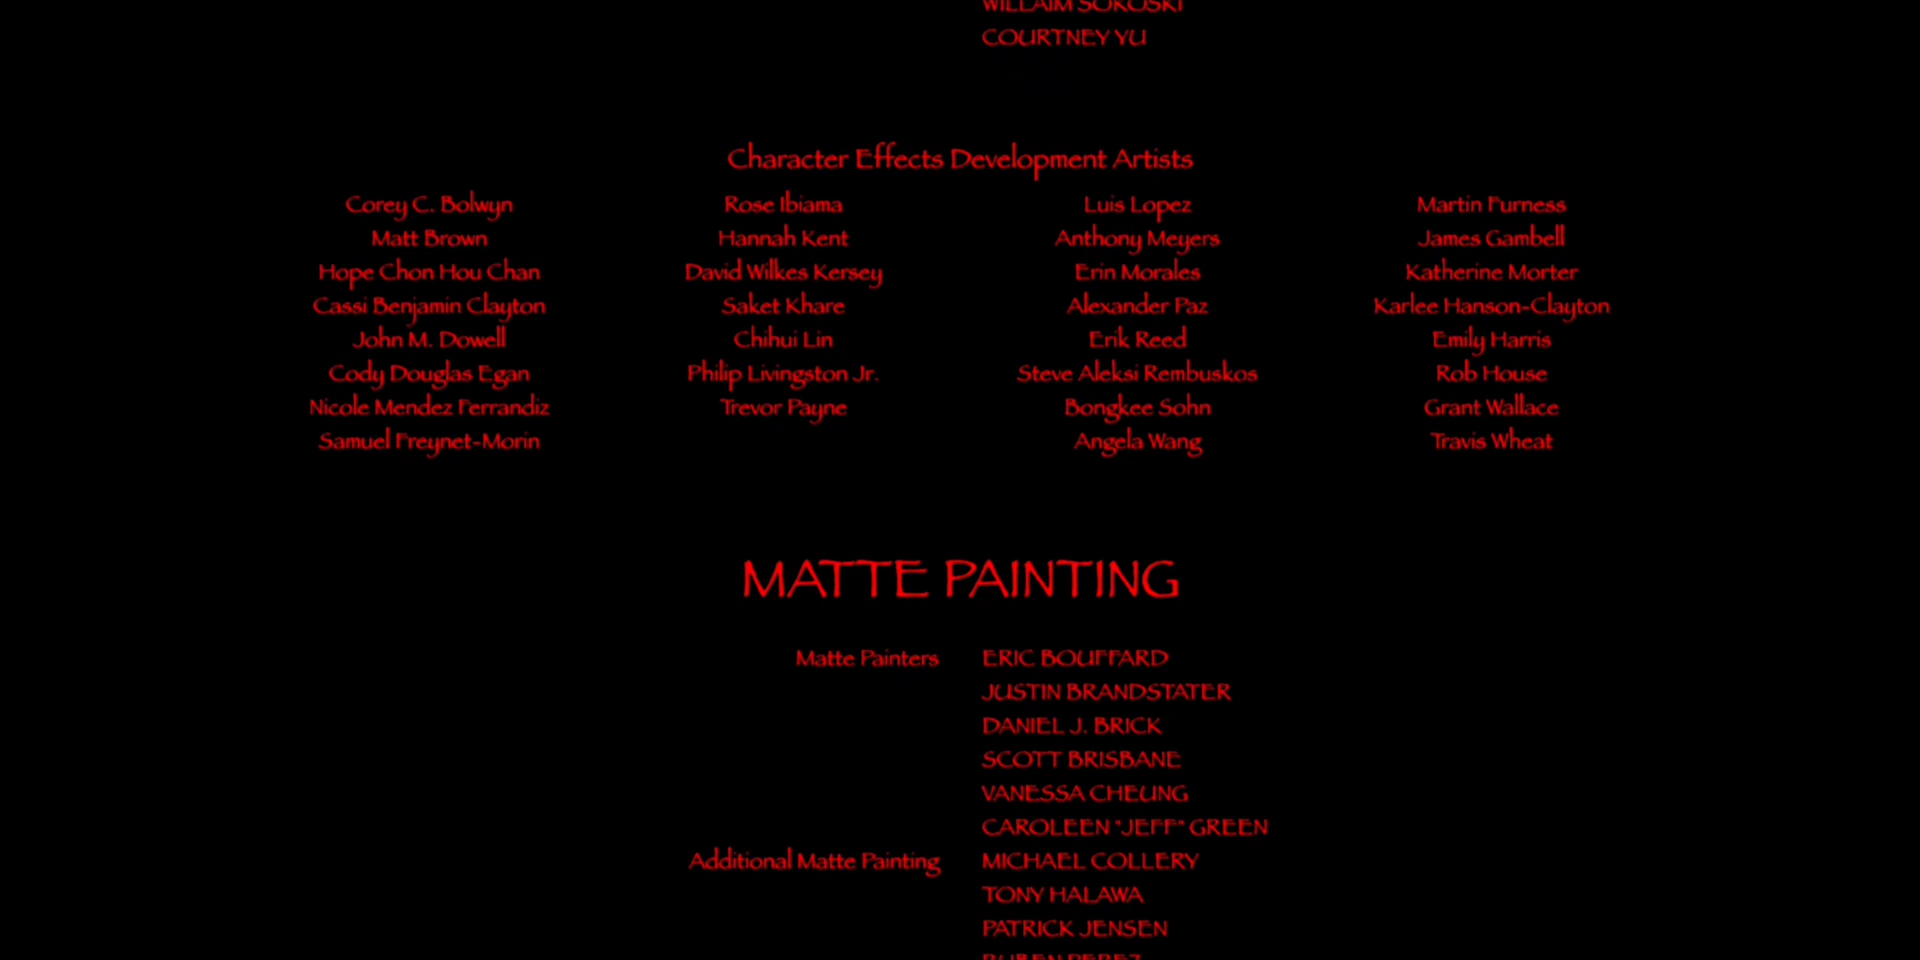 WILLAIM SOKOSKI
COURTNEY YU
Character Effects Development Artists
Corey C. Bolwyn Rose Ibiama Luis Lopez Martin Furness
Matt Brown Hannah Kent Anthony Meyers James Gambell
Hope Chon Hou Chan David Wilkes Kersey Erin Morales Katherine Morter
Cassi Benjamin Clayton Saket Khare Alexander Paz Karlee Hanson-Clayton
John M. Dowell Chihui Lin Erik Reed Emily Harris
Cody Douglas Egan Philip Livingston Jr. Steve Aleksi Rembuskos Rob House
Nicole Mendez Ferrandiz Trevor Payne Bongkee Sohn Grant Wallace
Samuel Freynet-Morin Angela Wang Travis Wheat
MATTE PAINTING
Matte Painters ERIC BOUFFARD
JUSTIN BRANDSTATER
DANIEL J. BRICK
SCOTT BRISBANE
VANESSA CHEUNG
CAROLEEN "JEFF" GREEN
Additional Matte Painting MICHAEL COLLERY
TONY HALAWA
PATRICK JENSEN
RUBEN PEREZ